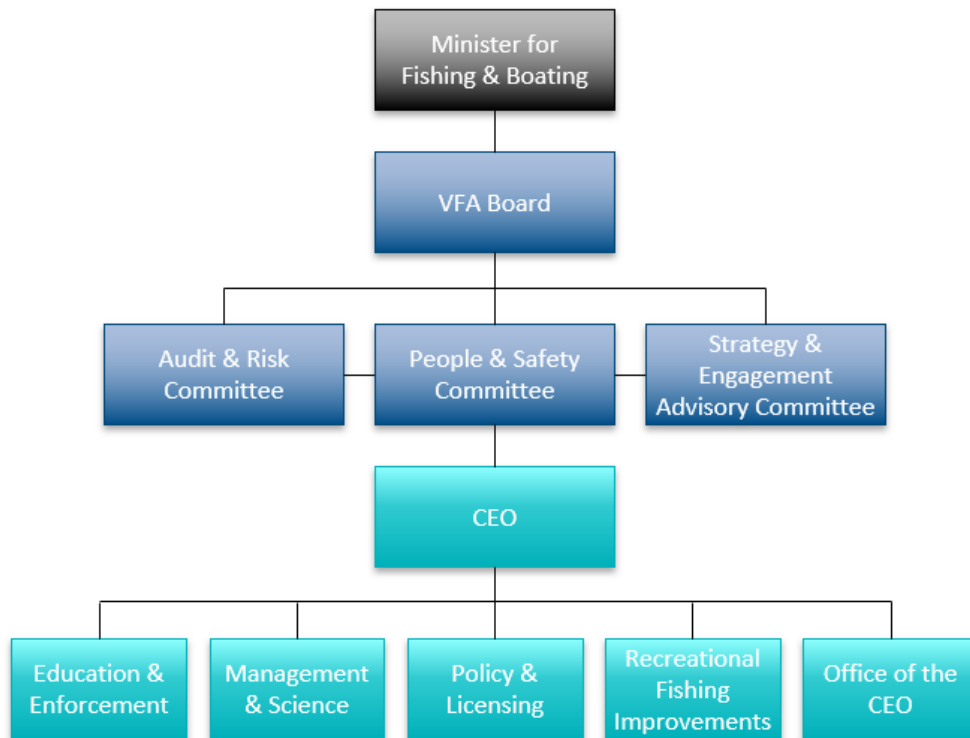 Minister for
Fishing & Boating
VFA Board
Audit & Risk
Committee
People & Safety
Committee
Strategy &
Engagement
Advisory Committee
CEO
Education &
Enforcement
Management
& Science
Policy &
Licensing
Recreational
Fishing
Improvements
Office of the
CEO